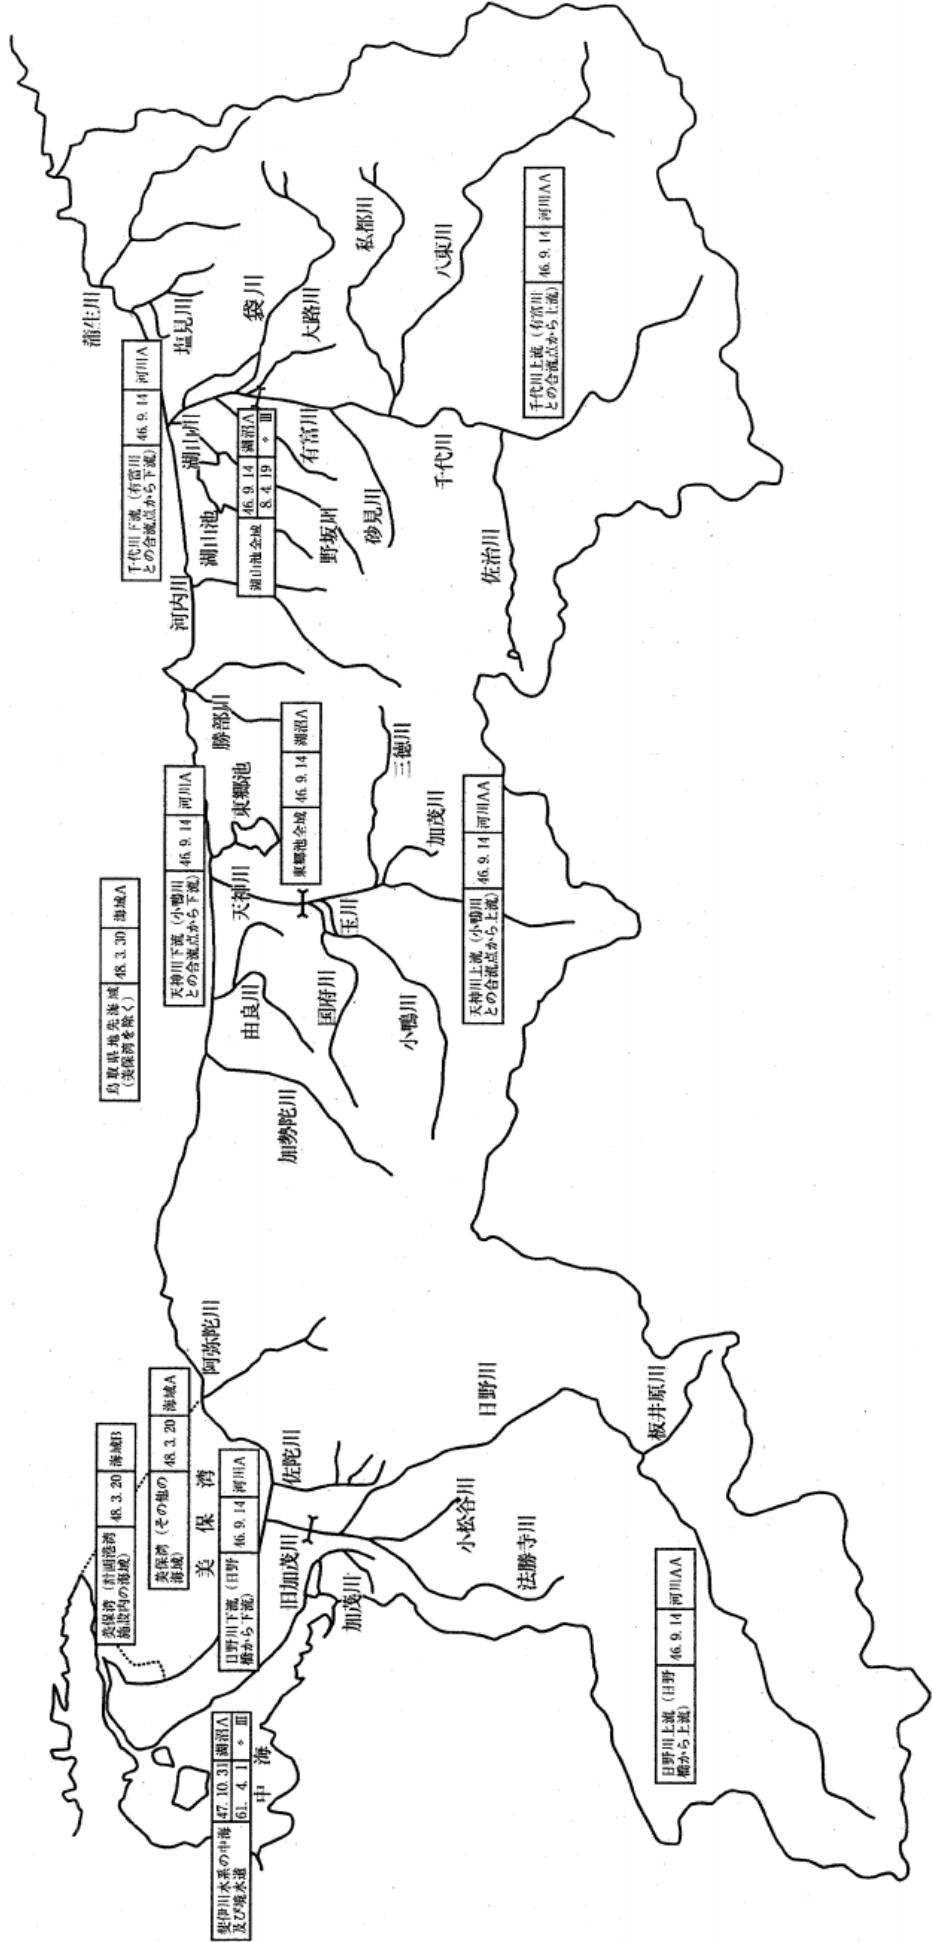 斐伊川水系の中海
及び境水道
47. 10. 31
湖沼A
61. 4. 1
〃 Ⅲ
中海
美保湾(計画港湾
施設内の海域)
48. 3. 20
海域B
美保湾(その他の
海域)
48. 3. 20
海域A
美保湾
日野川下流(日野
橋から下流)
46. 9. 14
河川A
旧加茂川
加茂川
佐陀川
阿弥陀川
小松谷川
法勝寺川
日野川
板井原川
日野川上流(日野
橋から上流)
46. 9. 14
河川AA
鳥取県地先海域
(美保湾を除く)
48. 3. 30
海域A
天神川下流(小鴨川
との合流点から下流)
46. 9. 14
河川A
加勢陀川
由良川
国府川
小鴨川
天神川
玉川
東郷池
東郷池全域
46. 9. 14
湖沼A
勝部川
三徳川
加茂川
天神川上流(小鴨川
との合流点から上流)
46. 9. 14
河川AA
千代川下流(有富川
との合流点から下流)
46. 9. 14
河川A
河内川
湖山池
湖山川
湖山池全域
46. 9. 14
湖沼A
8. 4. 19
〃 Ⅲ
野坂川
有富川
砂見川
佐治川
千代川
蒲生川
塩見川
袋川
大路川
私都川
八東川
千代川上流(有富川
との合流点から上流)
46. 9. 14
河川AA